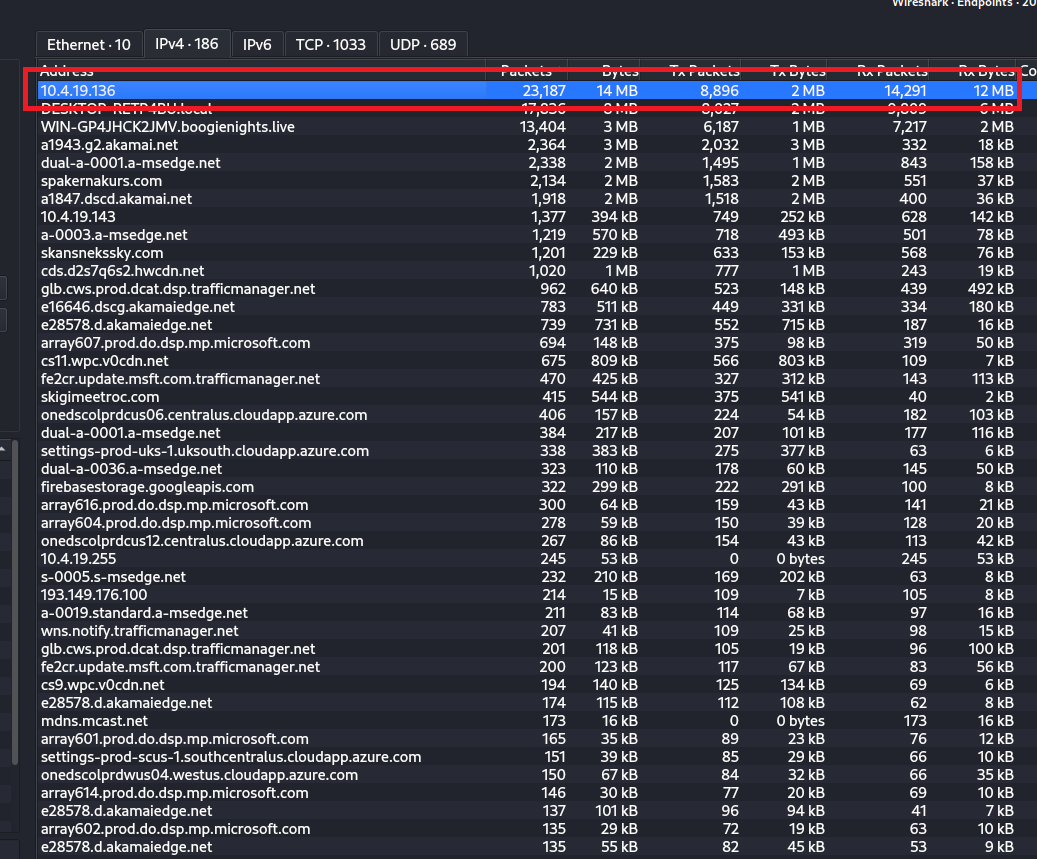 Wireshark · Endpoints · 20
Ethernet · 10 IPv4 · 186 IPv6 TCP · 1033 UDP · 689
Address Packets Bytes Tx Packets Tx Bytes Rx Packets Rx Bytes Co
10.4.19.136 23,187 14 MB 8,896 2 MB 14,291 12 MB
17,836 8 MB 8,027 9,809 6 MB
WIN-GP4JHCK2JMV.boogienights.live 13,404 3 MB 6,187 1 MB 7,217 2 MB
a1943.g2.akamai.net 2,364 3 MB 2,032 3 MB 332 18 kB
dual-a-0001.a-msedge.net 2,338 2 MB 1,495 1 MB 843 158 kB
spakernakurs.com 2,134 2 MB 1,583 2 MB 551 37 kB
a1847.dscd.akamai.net 1,918 2 MB 1,518 2 MB 400 36 kB
10.4.19.143 1,377 394 kB 749 252 kB 628 142 kB
a-0003.a-msedge.net 1,219 570 kB 718 493 kB 501 78 kB
skansnekssky.com 1,201 229 kB 633 153 kB 568 76 kB
cds.d2s7q6s2.hwcdn.net 1,020 1 MB 777 1 MB 243 19 kB
glb.cws.prod.dcat.dsp.trafficmanager.net 962 640 kB 523 148 kB 439 492 kB
e16646.dscg.akamaiedge.net 783 511 kB 449 331 kB 334 180 kB
e28578.d.akamaiedge.net 739 731 kB 552 715 kB 187 16 kB
array607.prod.do.dsp.mp.microsoft.com 694 148 kB 375 98 kB 319 50 kB
cs11.wpc.v0cdn.net 675 809 kB 566 803 kB 109 7 kB
fe2cr.update.msft.com.trafficmanager.net 470 425 kB 327 312 kB 143 113 kB
skigimeetroc.com 415 544 kB 375 541 kB 40 2 kB
onedscolprdcus06.centralus.cloudapp.azure.com 406 157 kB 224 54 kB 182 103 kB
dual-a-0001.a-msedge.net 384 217 kB 207 101 kB 177 116 kB
settings-prod-uks-1.uksouth.cloudapp.azure.com 338 383 kB 275 377 kB 63 6 kB
dual-a-0036.a-msedge.net 323 110 kB 178 60 kB 145 50 kB
firebasestorage.googleapis.com 322 299 kB 222 291 kB 100 8 kB
array616.prod.do.dsp.mp.microsoft.com 300 64 kB 159 43 kB 141 21 kB
array604.prod.do.dsp.mp.microsoft.com 278 59 kB 150 39 kB 128 20 kB
onedscolprdcus12.centralus.cloudapp.azure.com 267 86 kB 154 43 kB 113 42 kB
10.4.19.255 245 53 kB 0 0 bytes 245 53 kB
s-0005.s-msedge.net 232 210 kB 169 202 kB 63 8 kB
193.149.176.100 214 15 kB 109 7 kB 105 8 kB
a-0019.standard.a-msedge.net 211 83 kB 114 68 kB 97 16 kB
wns.notify.trafficmanager.net 207 41 kB 109 25 kB 98 15 kB
glb.cws.prod.dcat.dsp.trafficmanager.net 201 118 kB 105 19 kB 96 100 kB
fe2cr.update.msft.com.trafficmanager.net 200 123 kB 117 67 kB 83 56 kB
cs9.wpc.v0cdn.net 194 140 kB 125 134 kB 69 6 kB
e28578.d.akamaiedge.net 174 115 kB 112 108 kB 62 8 kB
mdns.mcast.net 173 16 kB 0 0 bytes 173 16 kB
array601.prod.do.dsp.mp.microsoft.com 165 35 kB 89 23 kB 76 12 kB
settings-prod-scus-1.southcentralus.cloudapp.azure.com 151 39 kB 85 29 kB 66 10 kB
onedscolprdwus04.westus.cloudapp.azure.com 150 67 kB 84 32 kB 66 35 kB
array614.prod.do.dsp.mp.microsoft.com 146 30 kB 77 20 kB 69 10 kB
e28578.d.akamaiedge.net 137 101 kB 96 94 kB 41 7 kB
array602.prod.do.dsp.mp.microsoft.com 135 29 kB 72 19 kB 63 10 kB
e28578.d.akamaiedge.net 135 55 kB 82 45 kB 53 9 kB